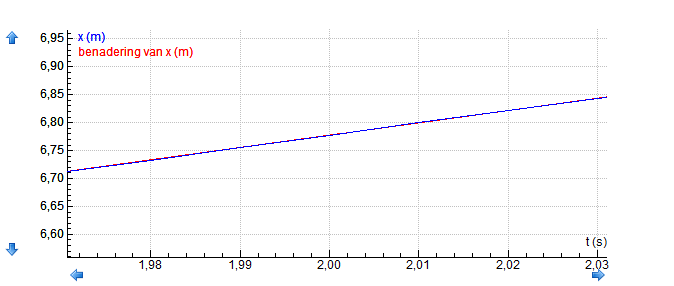 6,95
x (m)
benadering van x (m)
6,90
6,85
6,80
6,75
6,70
6,65
6,60
t (s)
1,98 1,99 2,00 2,01 2,02 2,03